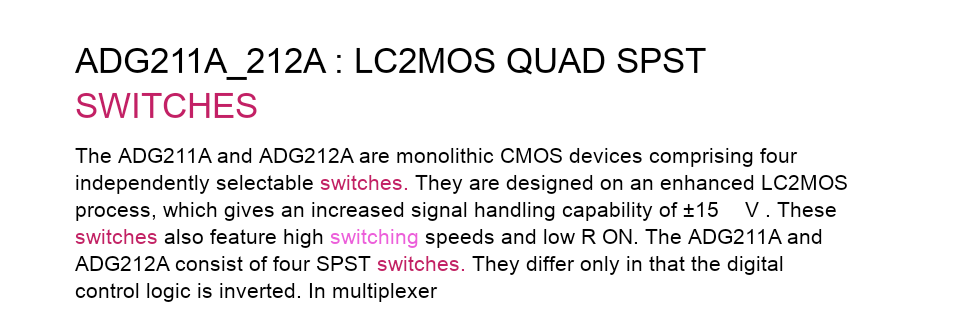 ADG211A_212A : LC2MOS QUAD SPST
SWITCHES
The ADG211A and ADG212A are monolithic CMOS devices comprising four
independently selectable switches. They are designed on an enhanced LC2MOS
process, which gives an increased signal handling capability of ±15 V . These
switches also feature high switching speeds and low R ON. The ADG211A and
ADG212A consist of four SPST switches. They differ only in that the digital
control logic is inverted. In multiplexer